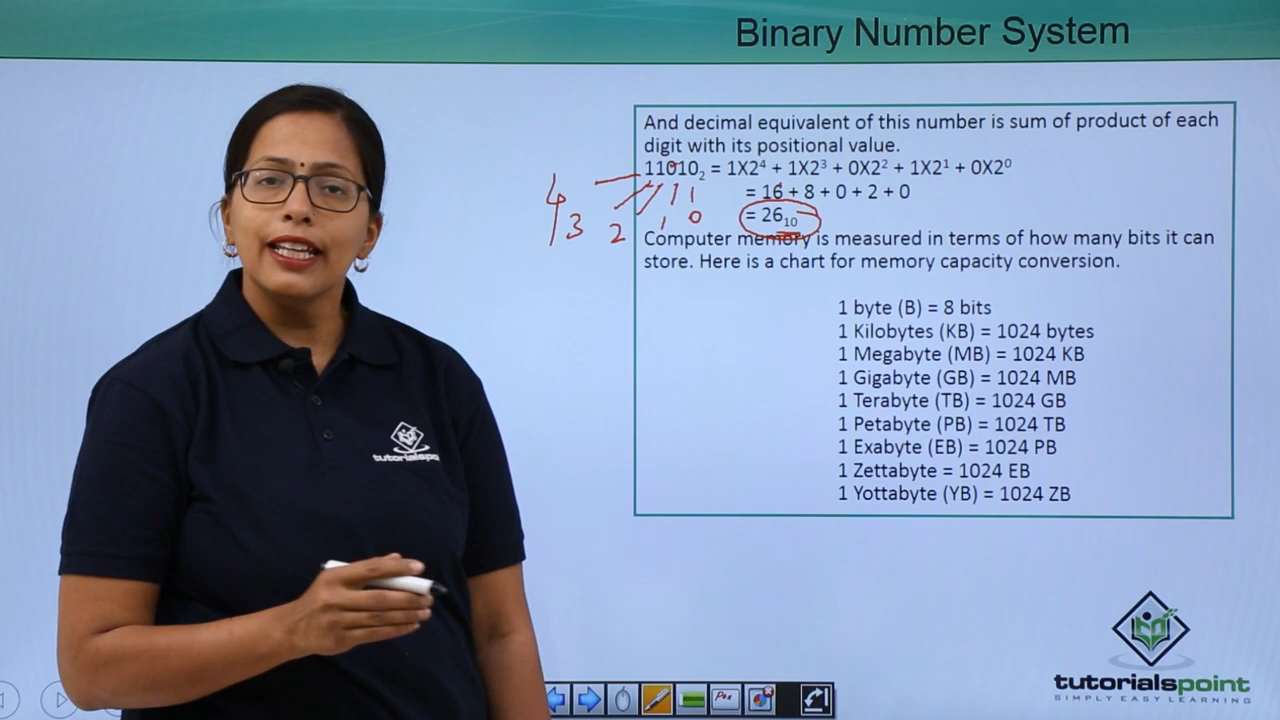 Binary Number System
And decimal equivalent of this number is sum of product of each
digit with its positional value.
11010₂ = 1X2⁴ + 1X2³ + 0X2² + 1X2¹ + 0X2⁰
= 16 + 8 + 0 + 2 + 0
= 26₁₀
4 3 2 1 0
Computer memory is measured in terms of how many bits it can
store. Here is a chart for memory capacity conversion.
1 byte (B) = 8 bits
1 Kilobytes (KB) = 1024 bytes
1 Megabyte (MB) = 1024 KB
1 Gigabyte (GB) = 1024 MB
1 Terabyte (TB) = 1024 GB
1 Petabyte (PB) = 1024 TB
1 Exabyte (EB) = 1024 PB
1 Zettabyte = 1024 EB
1 Yottabyte (YB) = 1024 ZB
tutorialspoint
tutorialspoint
SIMPLY EASY LEARNING